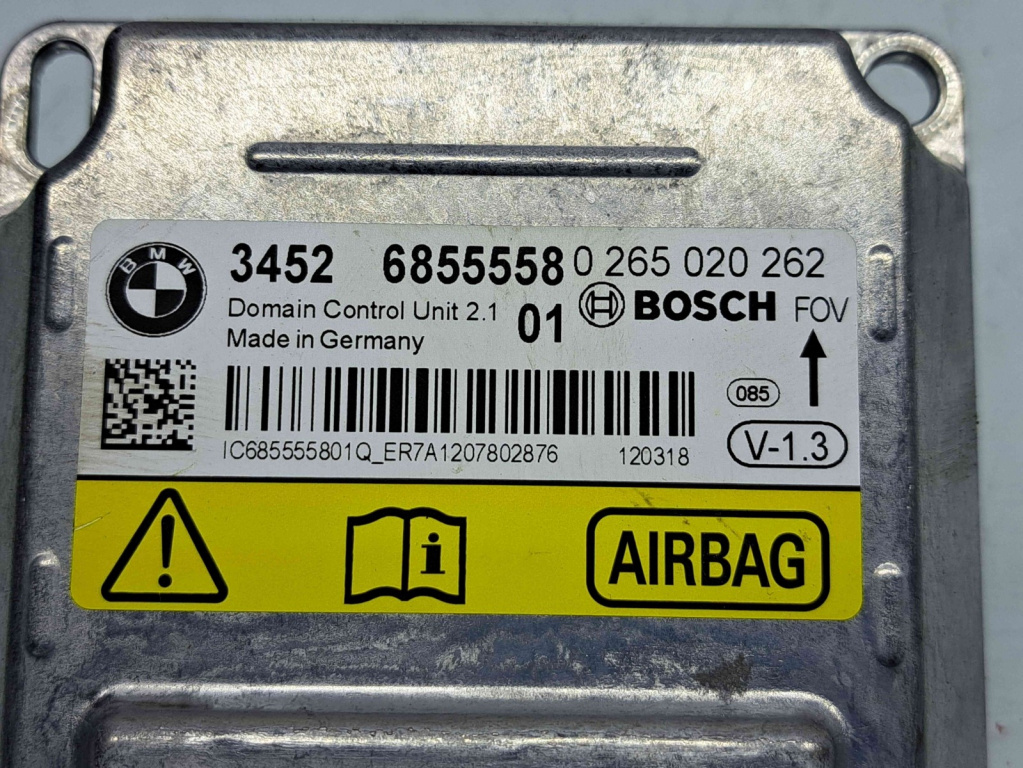 BMW
3452 6855558 0 265 020 262
Domain Control Unit 2.1 01 BOSCH FOV
Made in Germany
085
IC685555801Q_ER7A1207802876 120318 V-1.3
AIRBAG